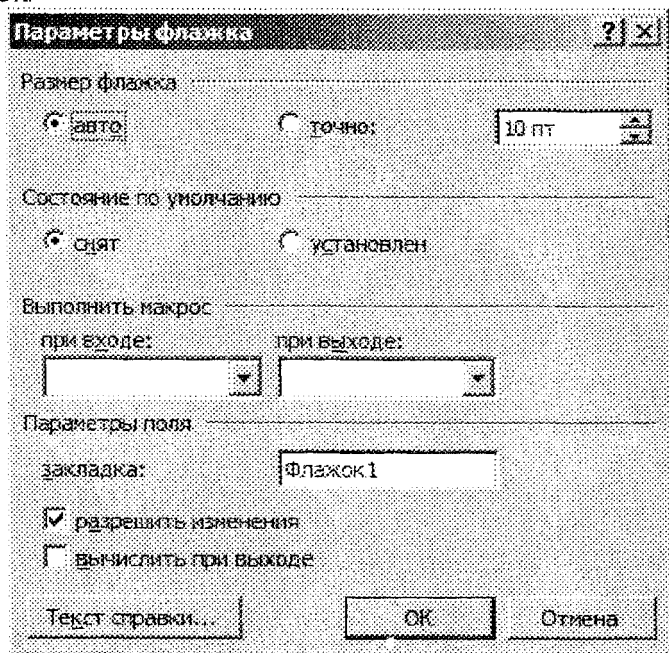 Параметры флажка
Размер флажка
авто точно: 10 пт
Состояние по умолчанию
снят установлен
Выполнить макрос
при входе: при выходе:
Параметры поля
закладка: Флажок1
разрешить изменения
вычислить при выходе
Текст справки... ОК Отмена